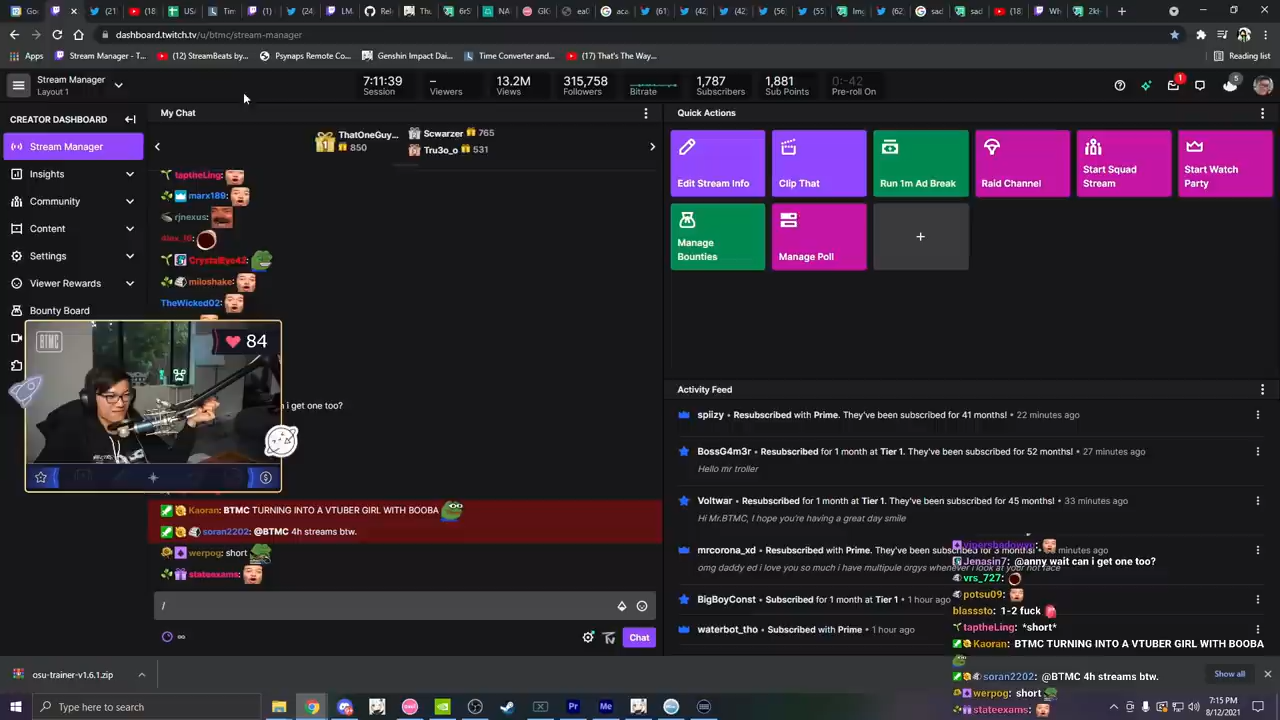 dashboard.twitch.tv/u/btmc/stream-manager
Apps
Stream Manager - T...
(12) StreamBeats by...
Psynaps Remote Co...
Genshin Impact Dai...
Time Converter and...
(17) That's The Way...
Reading list
Stream Manager
Layout 1
7:11:39
Session
–
Viewers
13.2M
Views
315,758
Followers
Bitrate
1,787
Subscribers
1,881
Sub Points
0:-42
Pre-roll On
1
5
CREATOR DASHBOARD
Stream Manager
Insights
Community
Content
Settings
Viewer Rewards
Bounty Board
BTMC
84
My Chat
ThatOneGuy...
850
Scwarzer 765
Tru3o_o 531
taptheLing:
marx189:
rjnexus:
4lex_16:
CrystalEye42:
miloshake:
TheWicked02:
n i get one too?
Kaoran: BTMC TURNING INTO A VTUBER GIRL WITH BOOBA
soran2202: @BTMC 4h streams btw.
werpog: short
stateexams:
/
∞
Chat
Quick Actions
Edit Stream Info
Clip That
Run 1m Ad Break
Raid Channel
Start Squad Stream
Start Watch Party
Manage Bounties
Manage Poll
+
Activity Feed
spiizy • Resubscribed with Prime. They've been subscribed for 41 months! • 22 minutes ago
BossG4m3r • Resubscribed for 1 month at Tier 1. They've been subscribed for 52 months! • 27 minutes ago
Hello mr troller
Voltwar • Resubscribed for 1 month at Tier 1. They've been subscribed for 45 months! • 33 minutes ago
Hi Mr.BTMC, I hope you're having a great day smile
mrcorona_xd • Resubscribed with Prime. They've been subscribed for 3 months! • minutes ago
omg daddy ed i love you so much i have multipule orgys whenever i look at your hot face
BigBoyConst • Subscribed for 1 month at Tier 1 • 1 hour ago
waterbot_tho • Subscribed with Prime • 1 hour ago
Jenasin7: @anny wait can i get one too?
vrs_727:
potsu09:
blasssto: 1-2 fuck
taptheLing: *short*
Kaoran: BTMC TURNING INTO A VTUBER GIRL WITH BOOBA
soran2202: @BTMC 4h streams btw.
werpog: short
stateexams:
osu-trainer-v1.6.1.zip
Show all
Type here to search
7:15 PM
8/12/2021